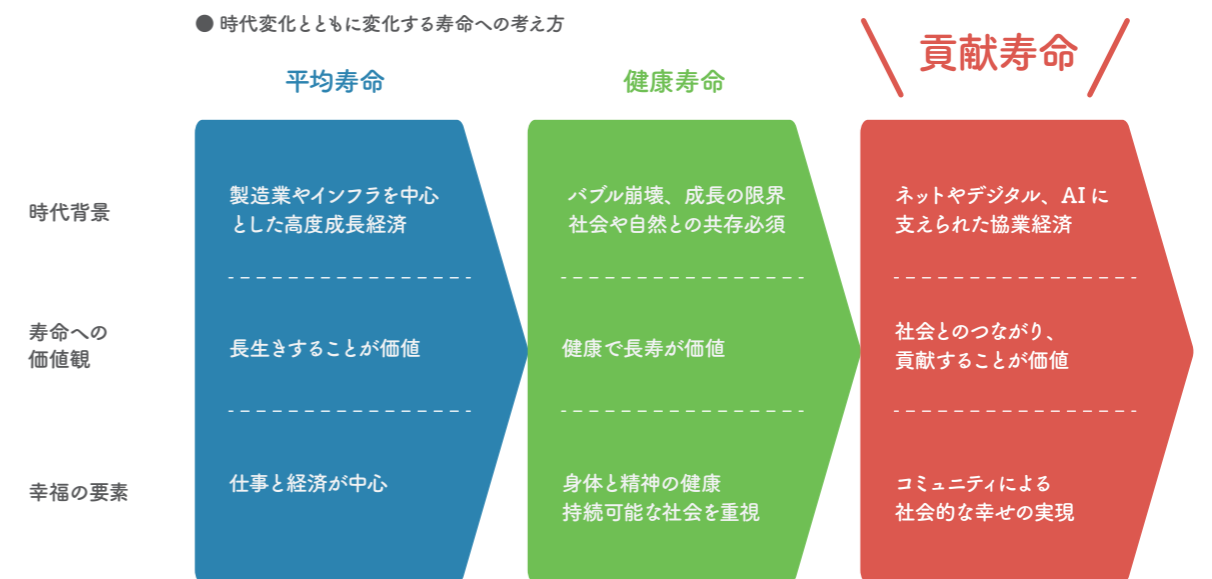 ● 時代変化とともに変化する寿命への考え方
平均寿命
健康寿命
貢献寿命
時代背景
製造業やインフラを中心
とした高度成長経済
バブル崩壊、成長の限界
社会や自然との共存必須
ネットやデジタル、AIに
支えられた協業経済
寿命への
価値観
長生きすることが価値
健康で長寿が価値
社会とのつながり、
貢献することが価値
幸福の要素
仕事と経済が中心
身体と精神の健康
持続可能な社会を重視
コミュニティによる
社会的な幸せの実現